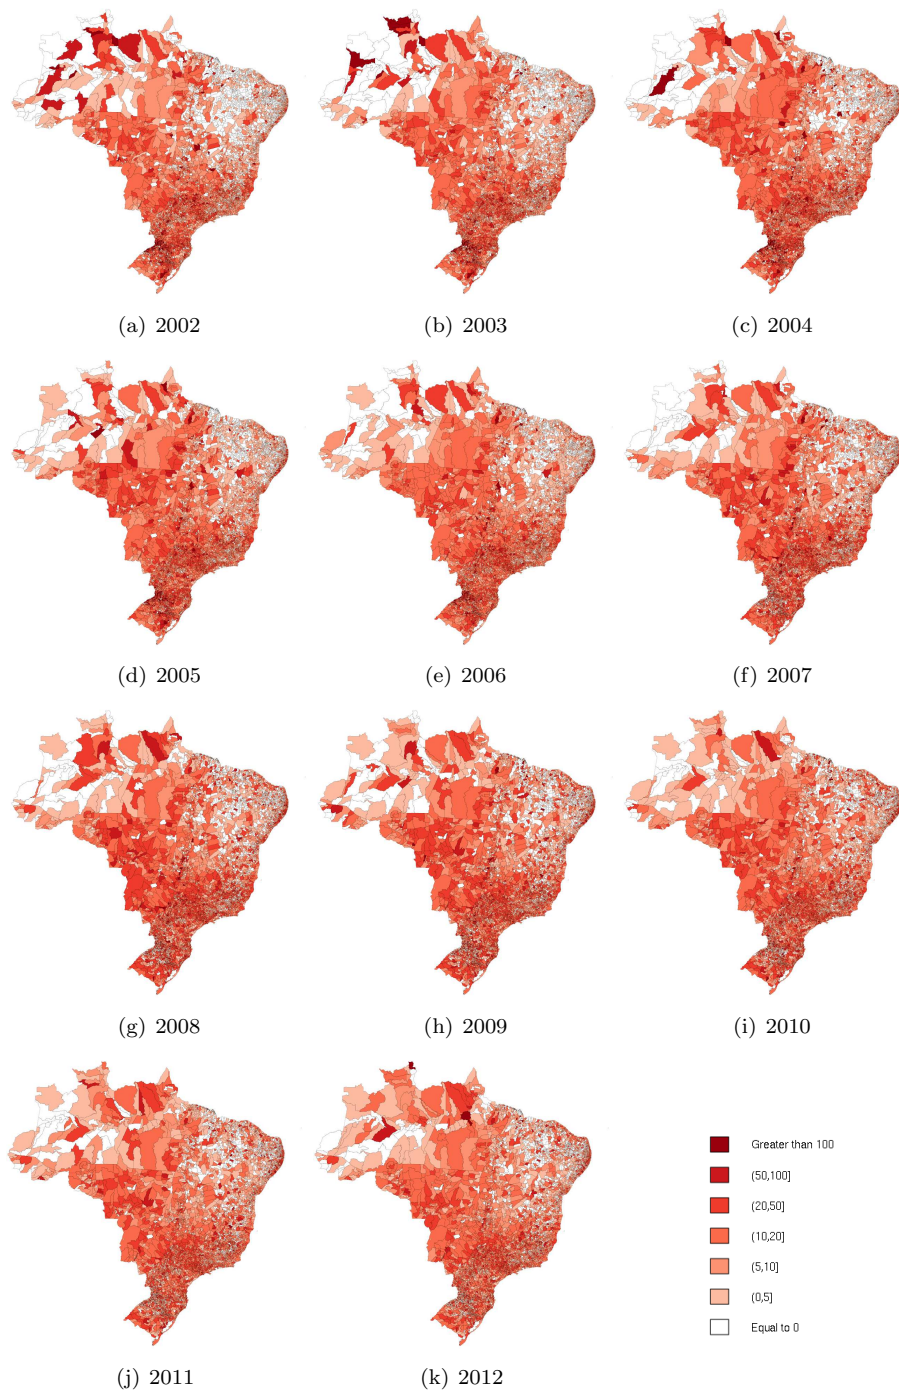 (a) 2002
(b) 2003
(c) 2004
(d) 2005
(e) 2006
(f) 2007
(g) 2008
(h) 2009
(i) 2010
Greater than 100
(50,100]
(20,50]
(10,20]
(5,10]
(0,5]
Equal to 0
(j) 2011
(k) 2012